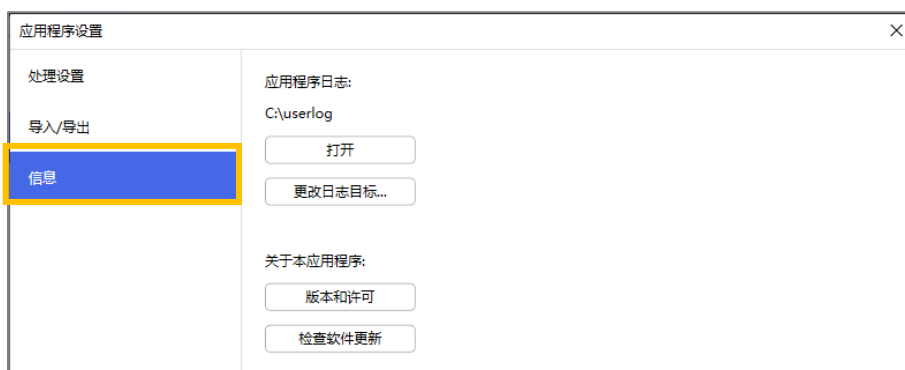 应用程序设置
处理设置
导入/导出
信息
应用程序日志:
C:\userlog
打开
更改日志目标...
关于本应用程序:
版本和许可
检查软件更新